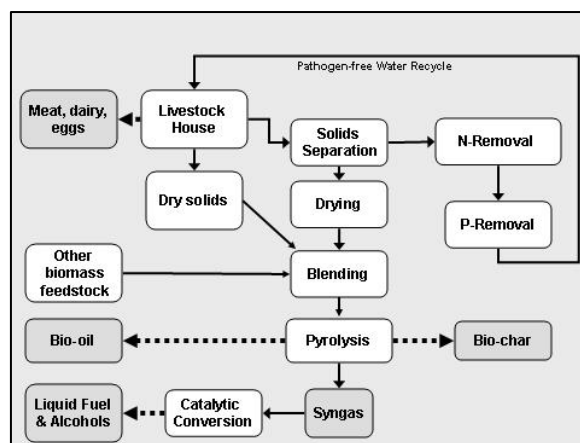 Pathogen-free Water Recycle
Meat, dairy,
eggs
Livestock
House
Solids
Separation
N-Removal
Dry solids
Drying
P-Removal
Other
biomass
feedstock
Blending
Bio-oil
Pyrolysis
Bio-char
Liquid Fuel
& Alcohols
Catalytic
Conversion
Syngas